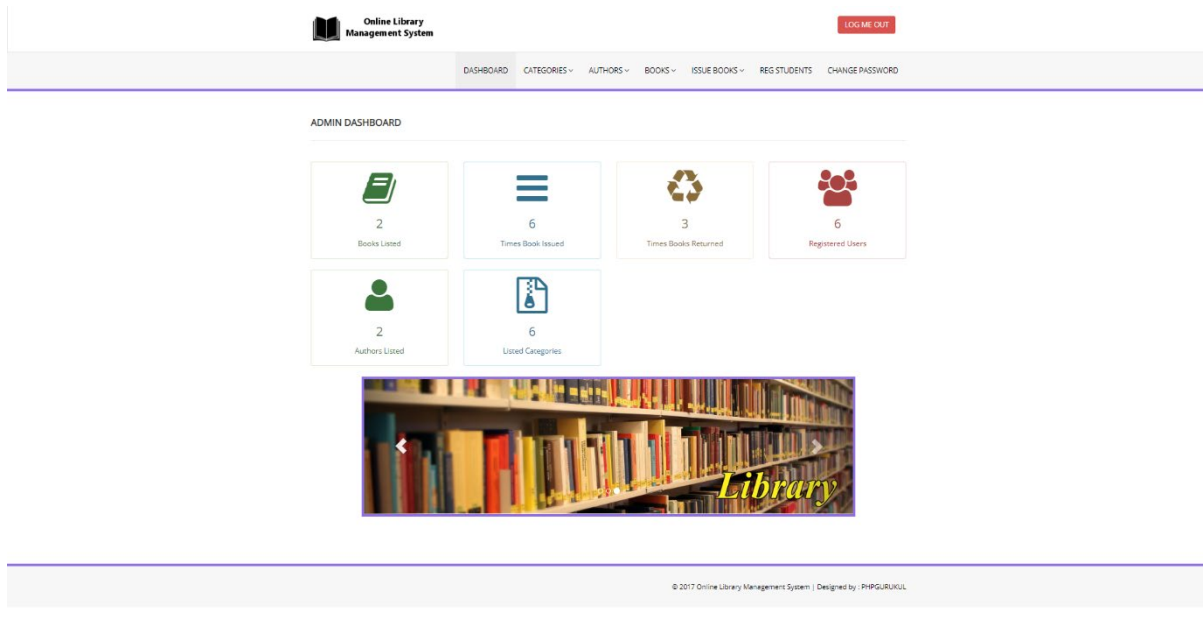 Online Library
Management System
LOG ME OUT
DASHBOARD CATEGORIES AUTHORS BOOKS ISSUE BOOKS REG STUDENTS CHANGE PASSWORD
ADMIN DASHBOARD
2 6 3 6
Books Listed Times Book Issued Times Books Returned Registered Users
2 6
Authors Listed Listed Categories
Library
© 2017 Online Library Management System | Designed by : PHPGURUKUL